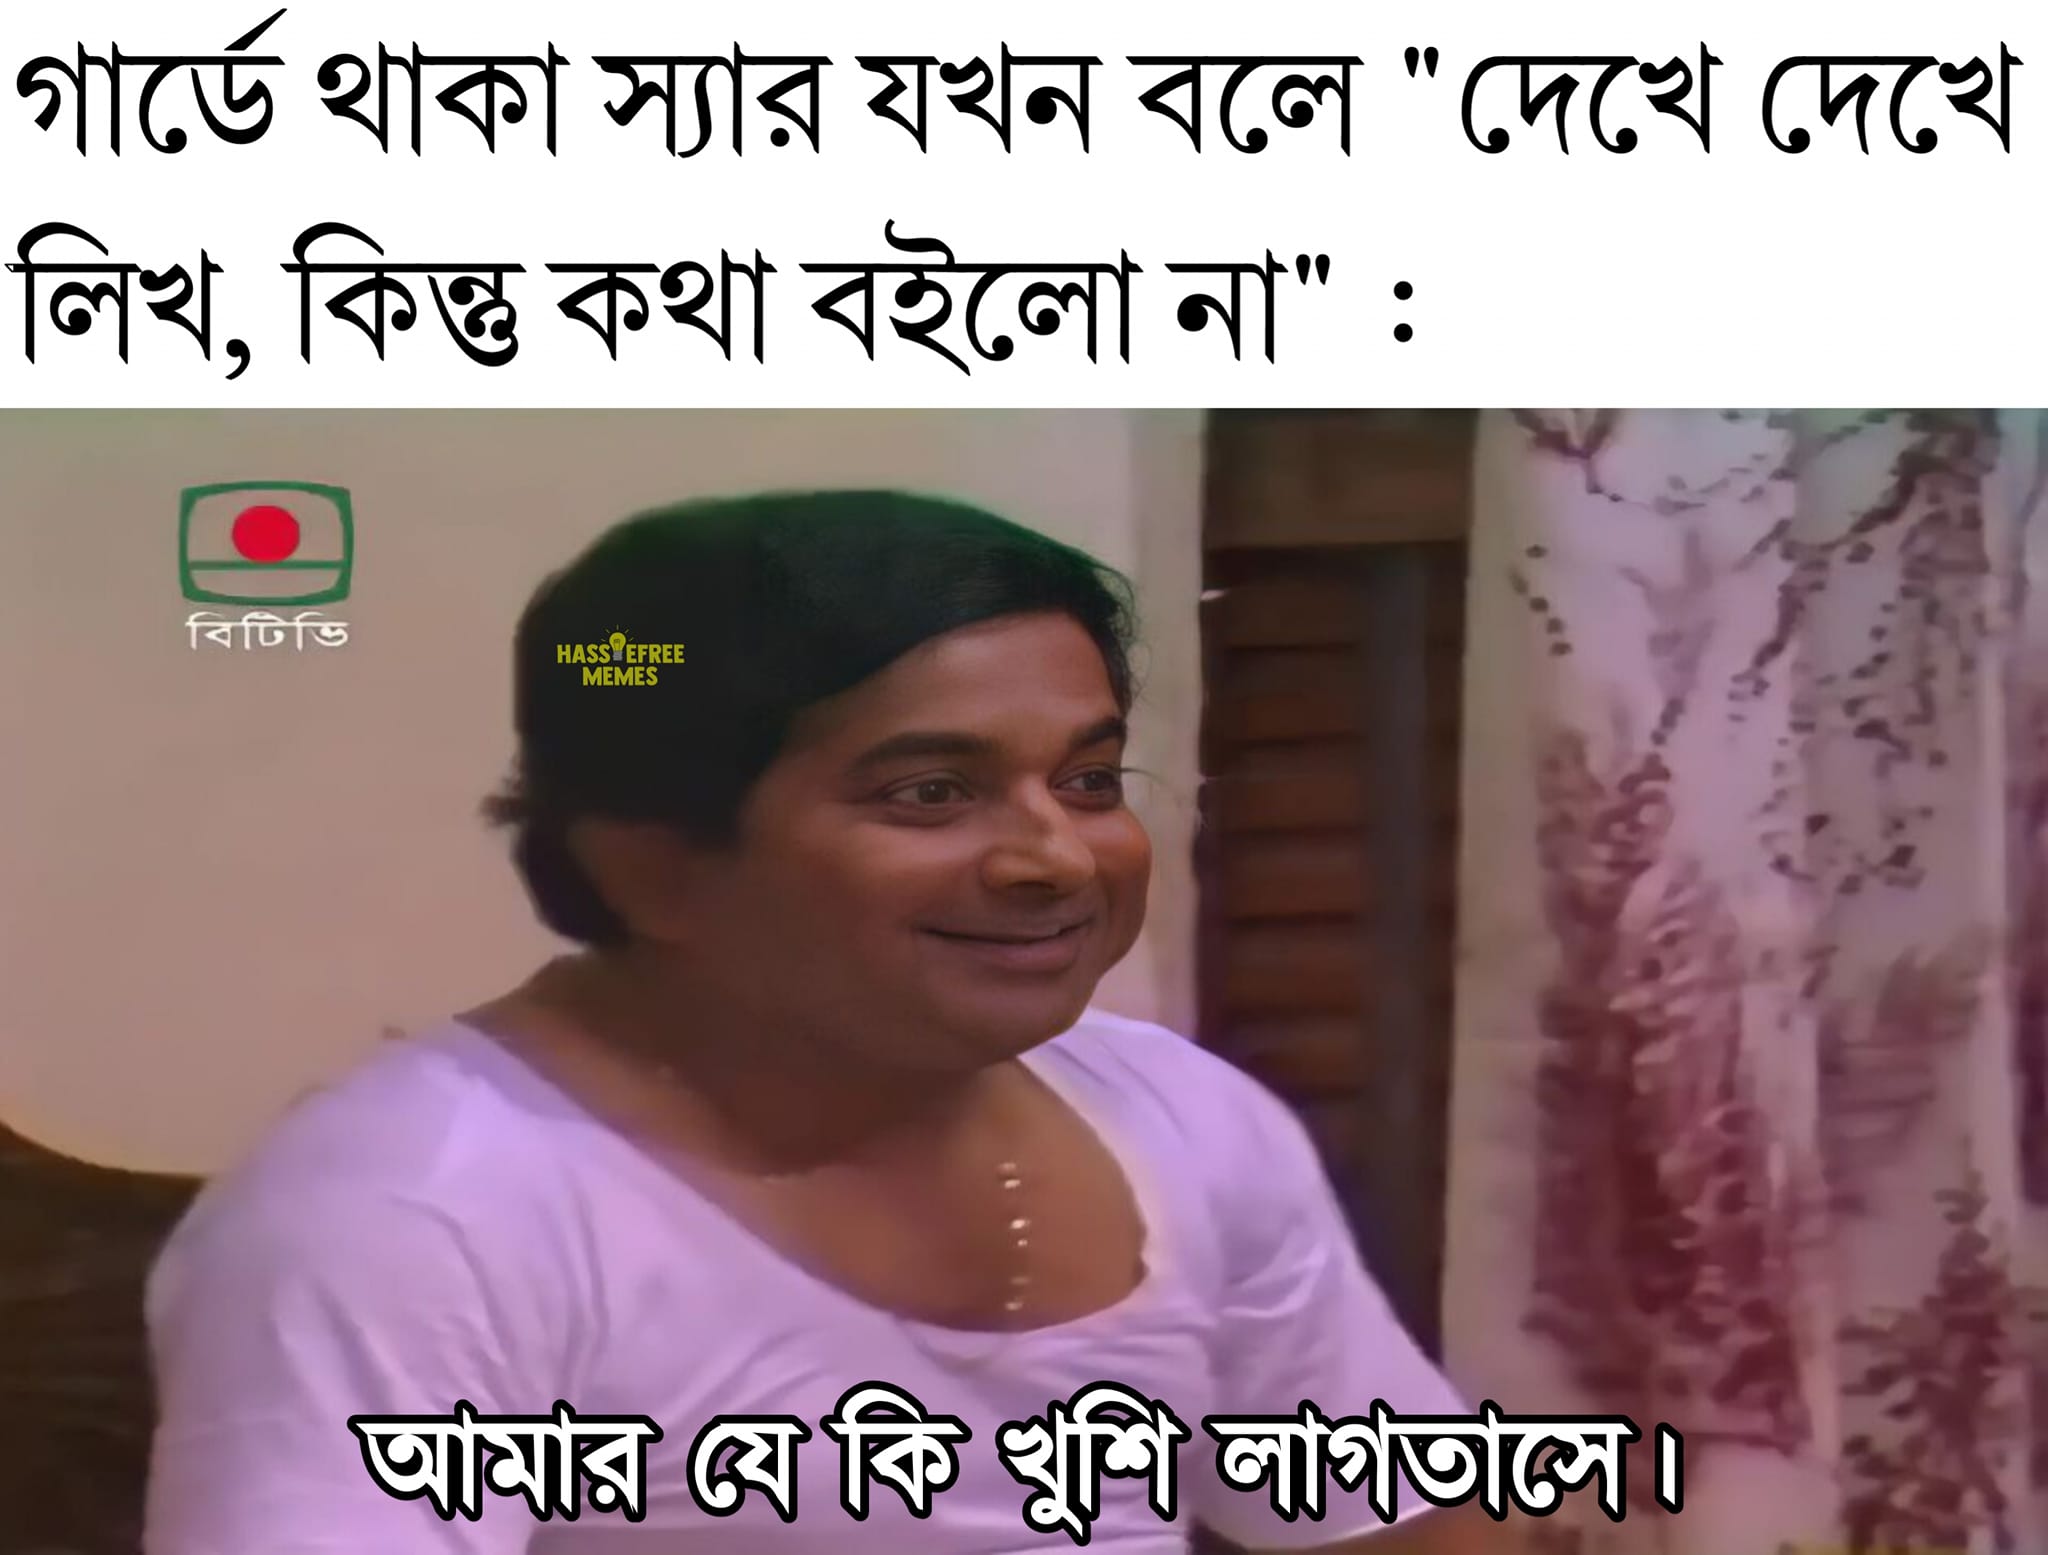 গার্ডে থাকা স্যার যখন বলে "দেখে দেখে
লিখ, কিন্তু কথা বইলো না" :
বিটিভি
HASSLEFREE
MEMES
আমার যে কি খুশি লাগতাসে।